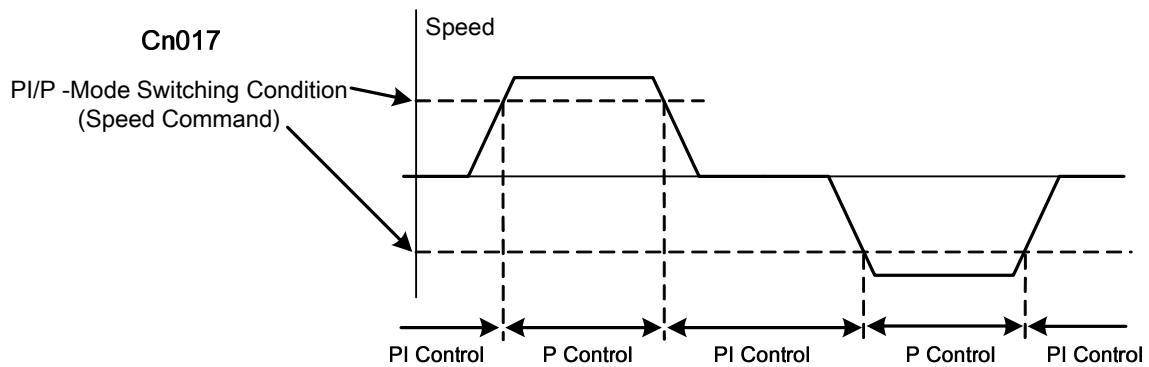 Speed
Cn017
PI/P -Mode Switching Condition
(Speed Command)
PI Control
P Control
PI Control
P Control
PI Control